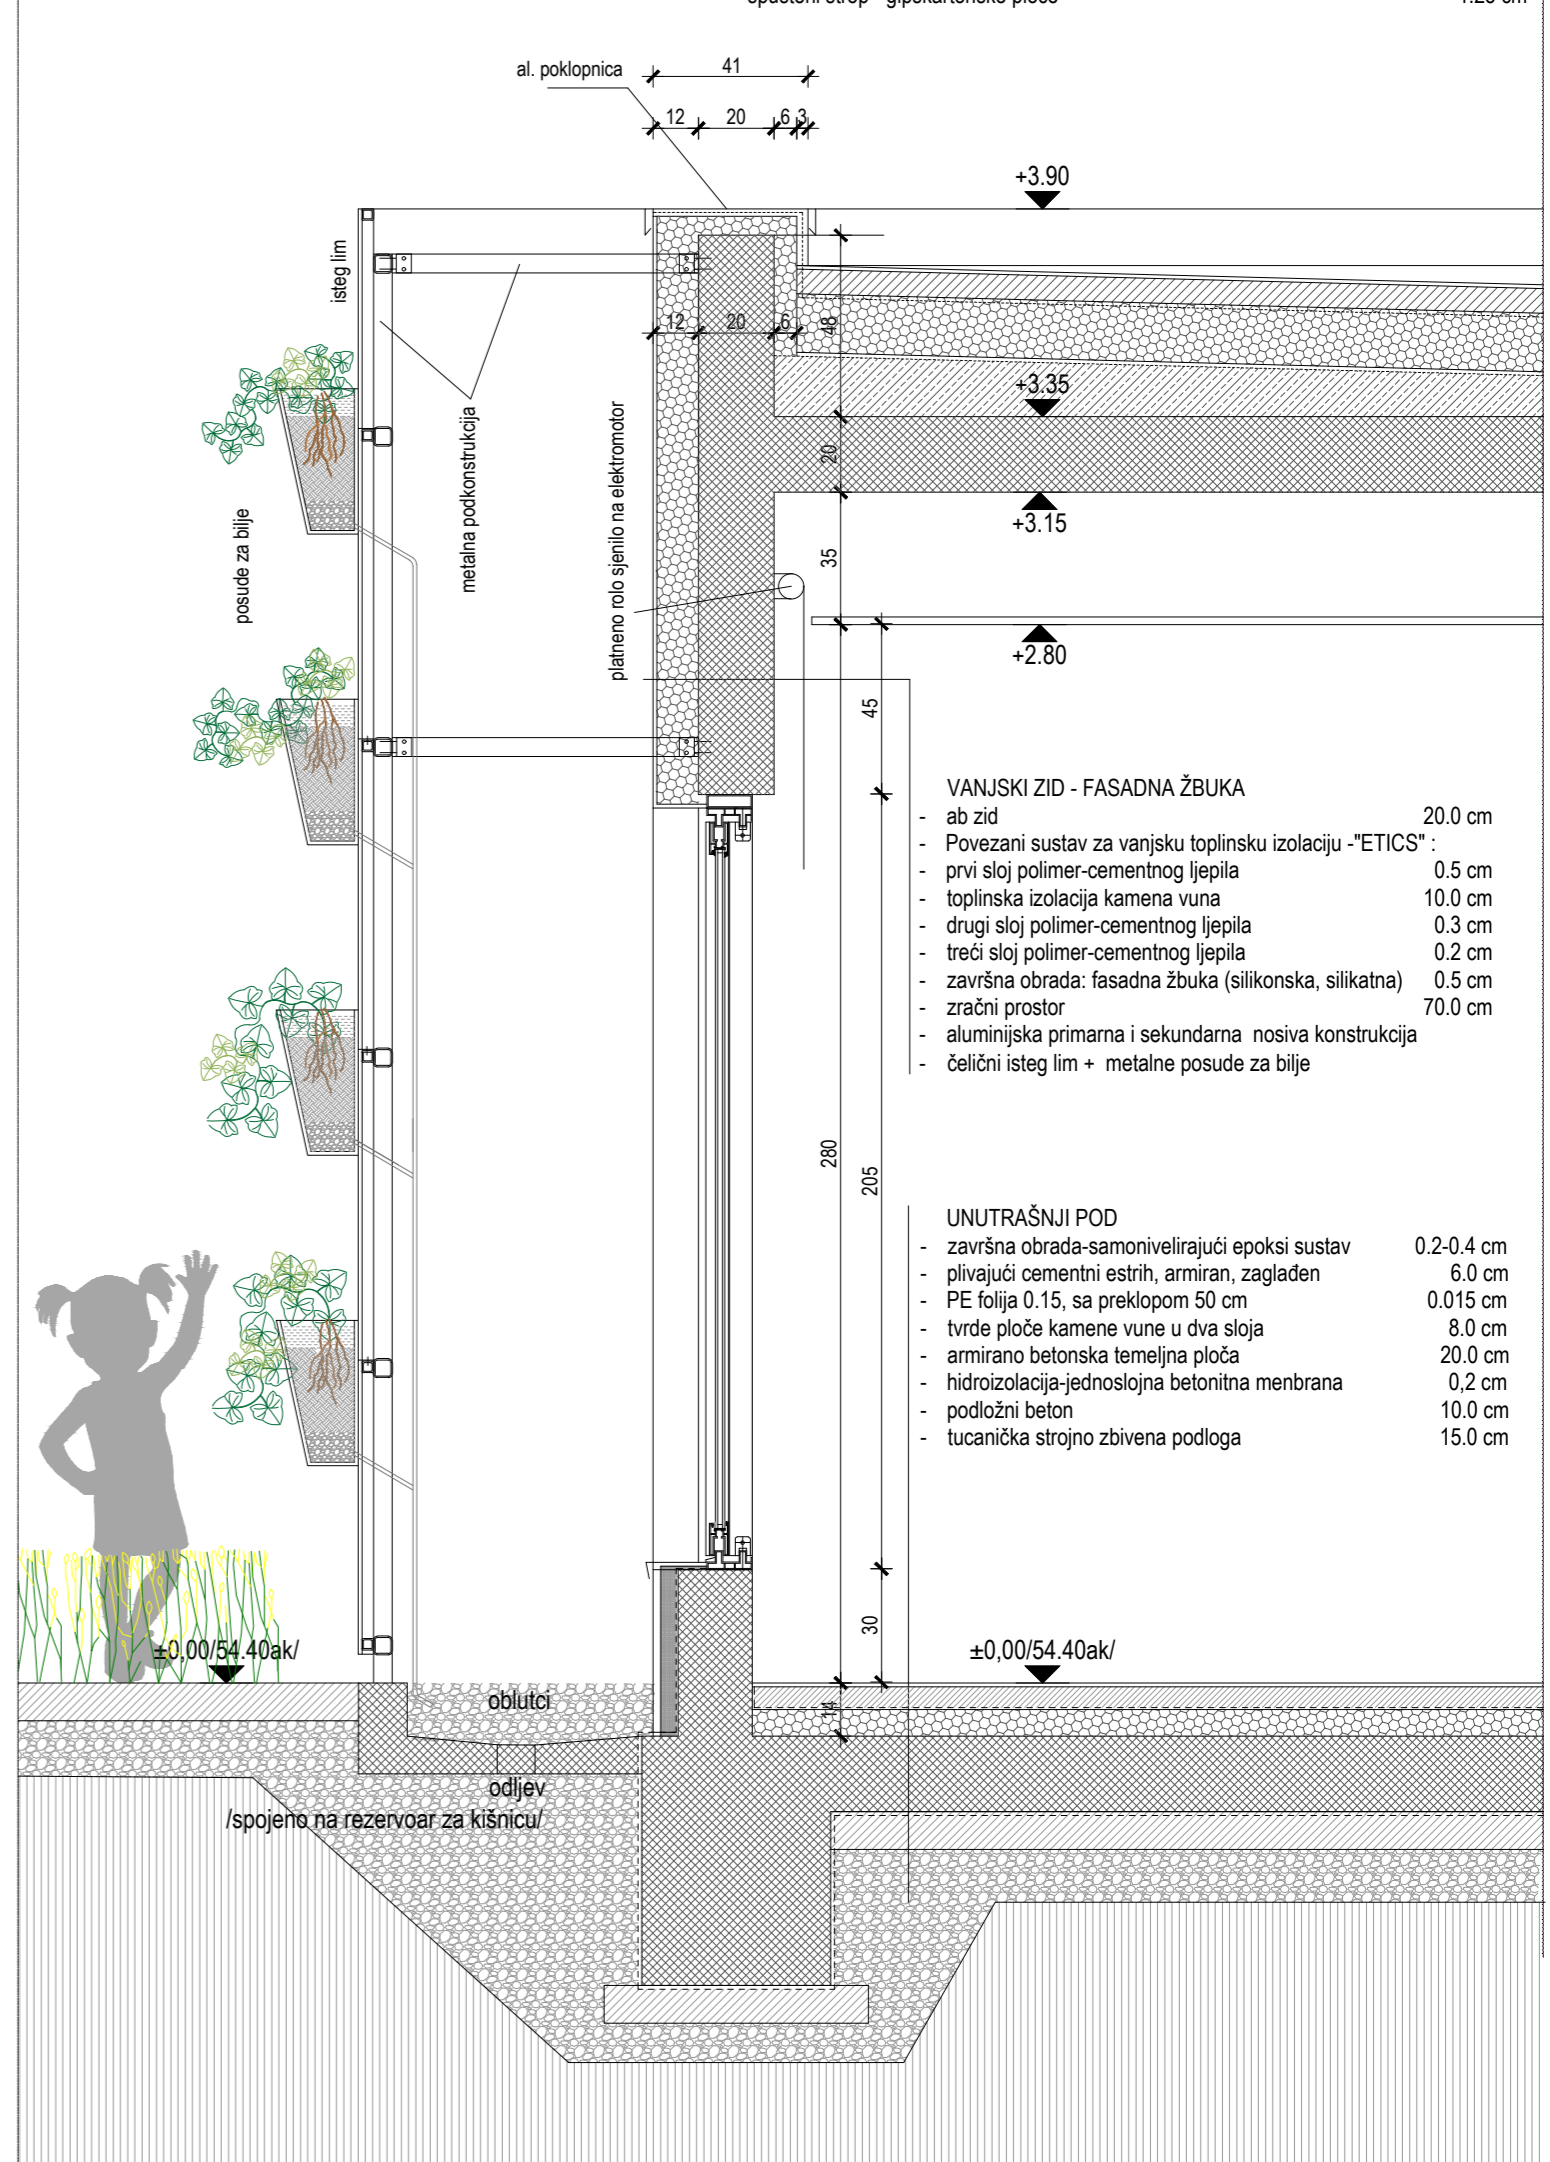 spušteni strop - gipskartonske ploče 1.25 cm
al. poklopnica
41
12 20 6 3
+3.90
isteg lim
12 20 6
48
+3.35
metalna podkonstrukcija
platneno rolo sjenilo na elektromotor
20
posude za bilje
+3.15
35
+2.80
45
VANJSKI ZID - FASADNA ŽBUKA
- ab zid 20.0 cm
- Povezani sustav za vanjsku toplinsku izolaciju -"ETICS" :
- prvi sloj polimer-cementnog ljepila 0.5 cm
- toplinska izolacija kamena vuna 10.0 cm
- drugi sloj polimer-cementnog ljepila 0.3 cm
- treći sloj polimer-cementnog ljepila 0.2 cm
- završna obrada: fasadna žbuka (silikonska, silikatna) 0.5 cm
- zračni prostor 70.0 cm
- aluminijska primarna i sekundarna nosiva konstrukcija
- čelični isteg lim + metalne posude za bilje
280
205
UNUTRAŠNJI POD
- završna obrada-samonivelirajući epoksi sustav 0.2-0.4 cm
- plivajući cementni estrih, armiran, zaglađen 6.0 cm
- PE folija 0.15, sa preklopom 50 cm 0.015 cm
- tvrde ploče kamene vune u dva sloja 8.0 cm
- armirano betonska temeljna ploča 20.0 cm
- hidroizolacija-jednoslojna betonitna menbrana 0,2 cm
- podložni beton 10.0 cm
- tucanička strojno zbivena podloga 15.0 cm
30
±0,00/54.40ak/
±0,00/54.40ak/
oblutci
14
odljev
/spojeno na rezervoar za kišnicu/